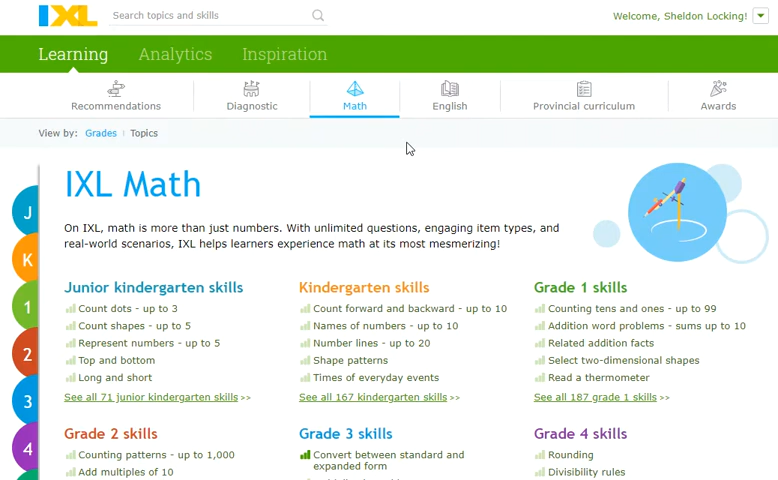 IXL
Search topics and skills
Welcome, Sheldon Locking!
Learning
Analytics
Inspiration
Recommendations
Diagnostic
Math
English
Provincial curriculum
Awards
View by: Grades | Topics
IXL Math
On IXL, math is more than just numbers. With unlimited questions, engaging item types, and
real-world scenarios, IXL helps learners experience math at its most mesmerizing!
J
K
1
2
3
4
Junior kindergarten skills
Count dots - up to 3
Count shapes - up to 5
Represent numbers - up to 5
Top and bottom
Long and short
See all 71 junior kindergarten skills >>
Kindergarten skills
Count forward and backward - up to 10
Names of numbers - up to 10
Number lines - up to 20
Shape patterns
Times of everyday events
See all 167 kindergarten skills >>
Grade 1 skills
Counting tens and ones - up to 99
Addition word problems - sums up to 10
Related addition facts
Select two-dimensional shapes
Read a thermometer
See all 187 grade 1 skills >>
Grade 2 skills
Counting patterns - up to 1,000
Add multiples of 10
Grade 3 skills
Convert between standard and
expanded form
Grade 4 skills
Rounding
Divisibility rules